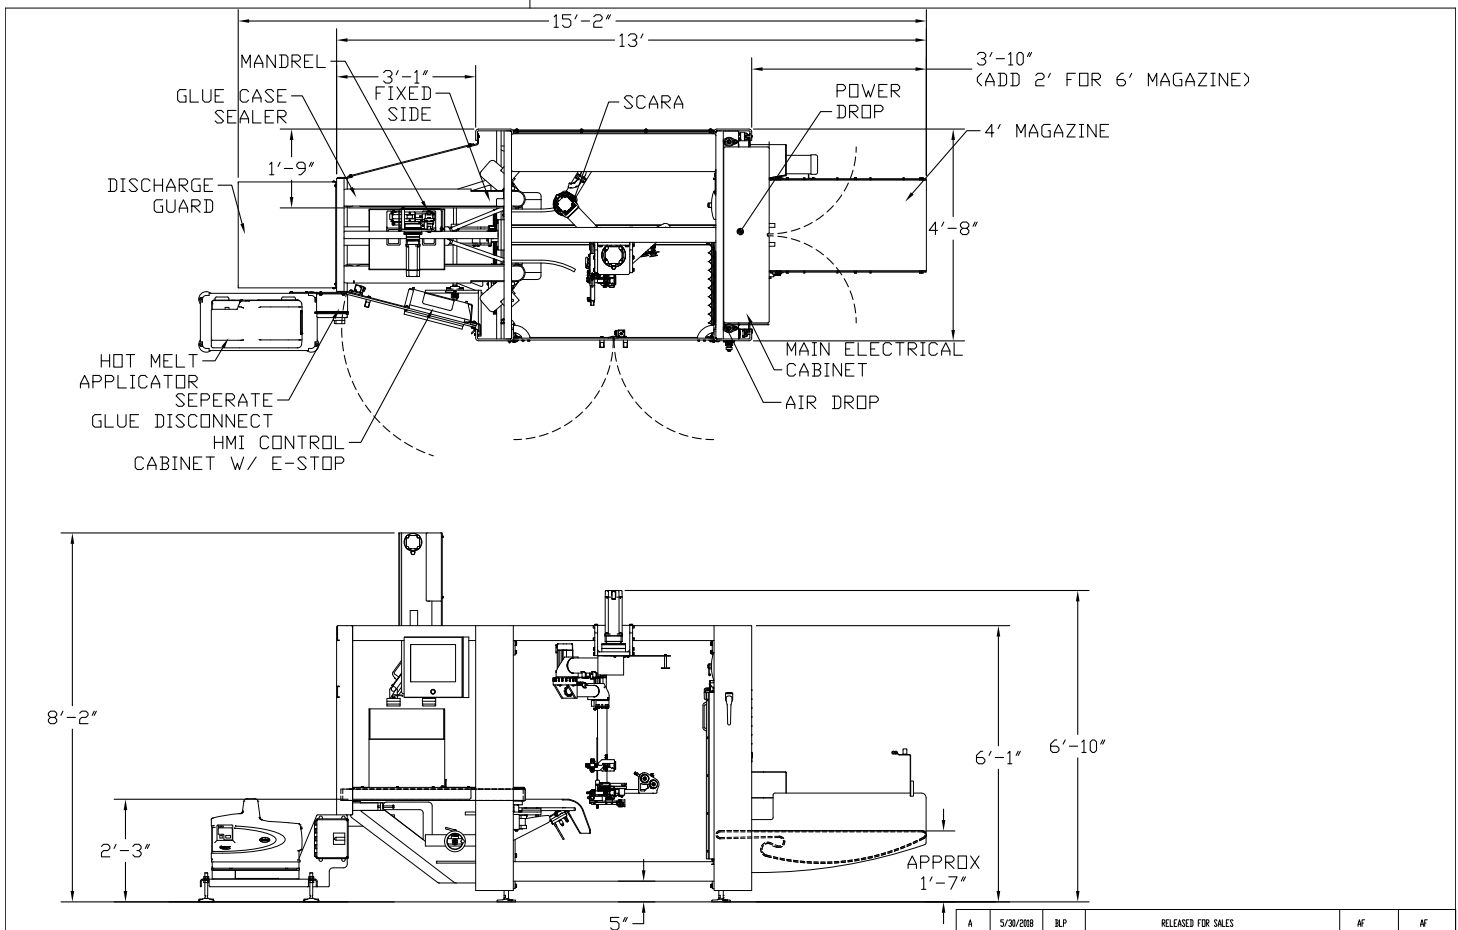 15'-2"
13'
MANDREL
3'-1"
3'-10"
(ADD 2' FOR 6' MAGAZINE)
GLUE CASE
SEALER
FIXED
SIDE
SCARA
POWER
DROP
4' MAGAZINE
1'-9"
DISCHARGE
GUARD
4'-8"
HOT MELT
APPLICATOR
MAIN ELECTRICAL
CABINET
SEPERATE
GLUE DISCONNECT
AIR DROP
HMI CONTROL
CABINET W/ E-STOP
8'-2"
6'-1"
6'-10"
2'-3"
APPROX
1'-7"
5"
A 5/30/2018 BLP RELEASED FOR SALES AF AF